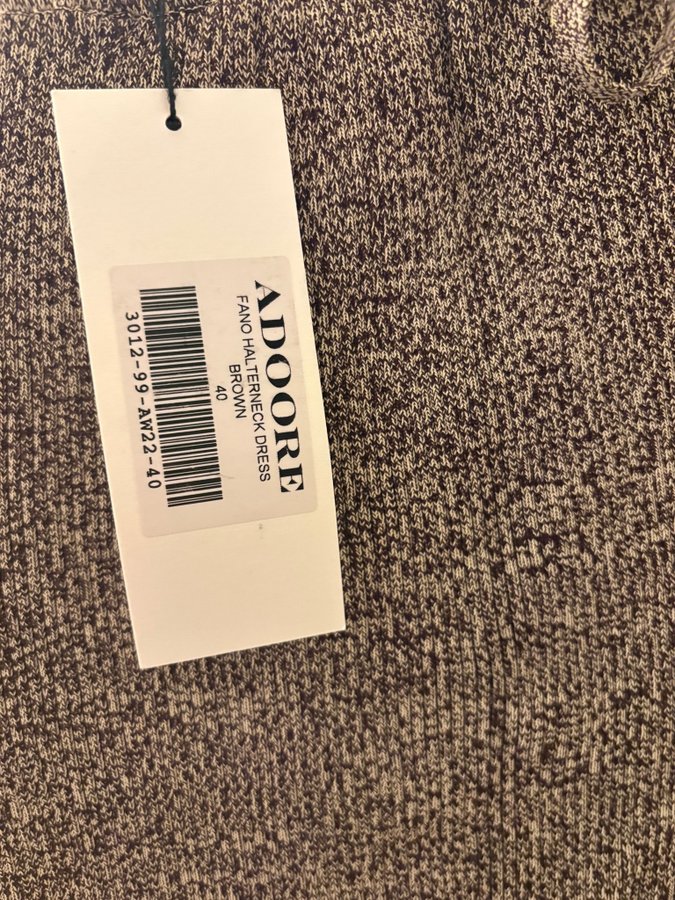 ADOORE
FANO HALTERNECK DRESS
BROWN
40
3012-99-AW22-40